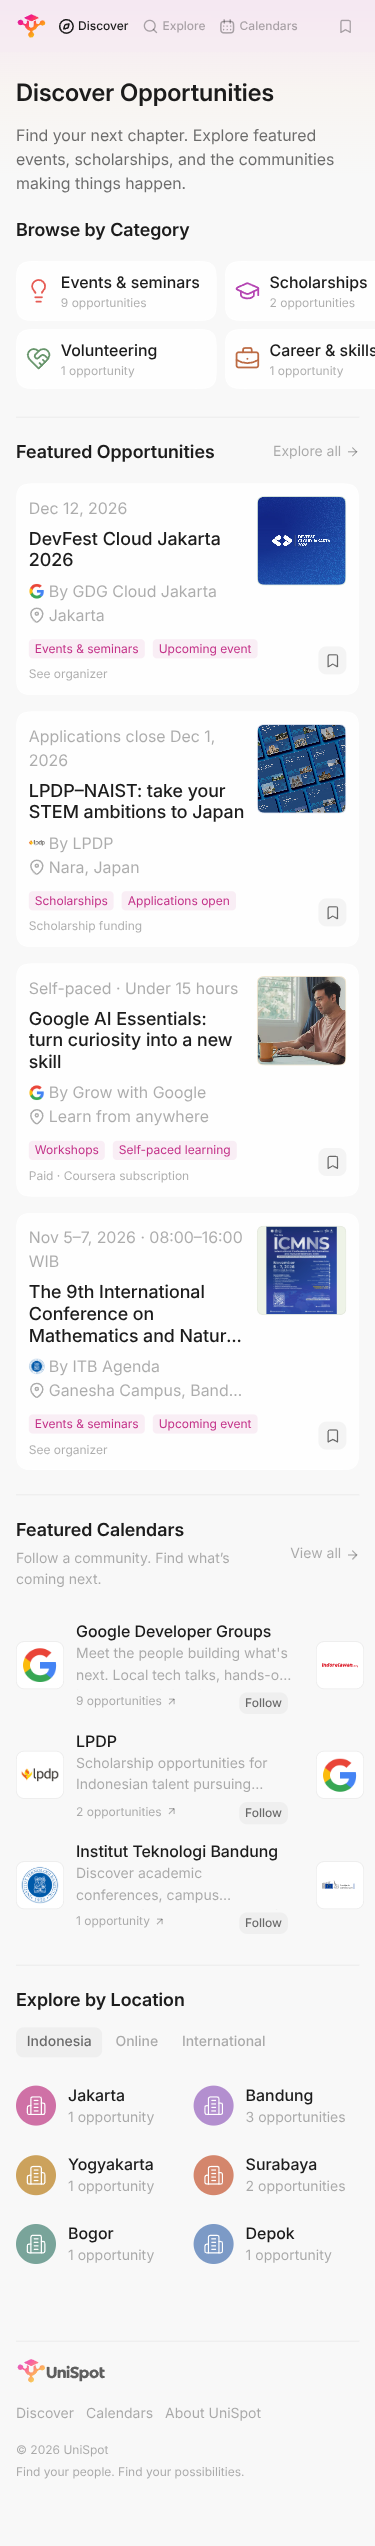 Discover
Explore
Calendars
Discover Opportunities
Find your next chapter. Explore featured
events, scholarships, and the communities
making things happen.
Browse by Category
Events & seminars
9 opportunities
Scholarships
2 opportunities
Volunteering
1 opportunity
Career & skills
1 opportunity
Featured Opportunities
Explore all →
Dec 12, 2026
DevFest Cloud Jakarta
2026
By GDG Cloud Jakarta
Jakarta
Events & seminars
Upcoming event
See organizer
DEVFEST
CLOUD JAKARTA
2026
Applications close Dec 1,
2026
LPDP–NAIST: take your
STEM ambitions to Japan
By LPDP
Nara, Japan
Scholarships
Applications open
Scholarship funding
Self-paced · Under 15 hours
Google AI Essentials:
turn curiosity into a new
skill
By Grow with Google
Learn from anywhere
Workshops
Self-paced learning
Paid · Coursera subscription
Nov 5–7, 2026 · 08:00–16:00
WIB
The 9th International
Conference on
Mathematics and Natur...
By ITB Agenda
Ganesha Campus, Band...
Events & seminars
Upcoming event
See organizer
ICMNS
Featured Calendars
Follow a community. Find what’s
coming next.
View all →
Google Developer Groups
Meet the people building what's
next. Local tech talks, hands-o...
9 opportunities ↗
Follow
LPDP
Scholarship opportunities for
Indonesian talent pursuing...
2 opportunities ↗
Follow
lpdp
Institut Teknologi Bandung
Discover academic
conferences, campus...
1 opportunity ↗
Follow
Explore by Location
Indonesia
Online
International
Jakarta
1 opportunity
Bandung
3 opportunities
Yogyakarta
1 opportunity
Surabaya
2 opportunities
Bogor
1 opportunity
Depok
1 opportunity
UniSpot
Discover
Calendars
About UniSpot
© 2026 UniSpot
Find your people. Find your possibilities.